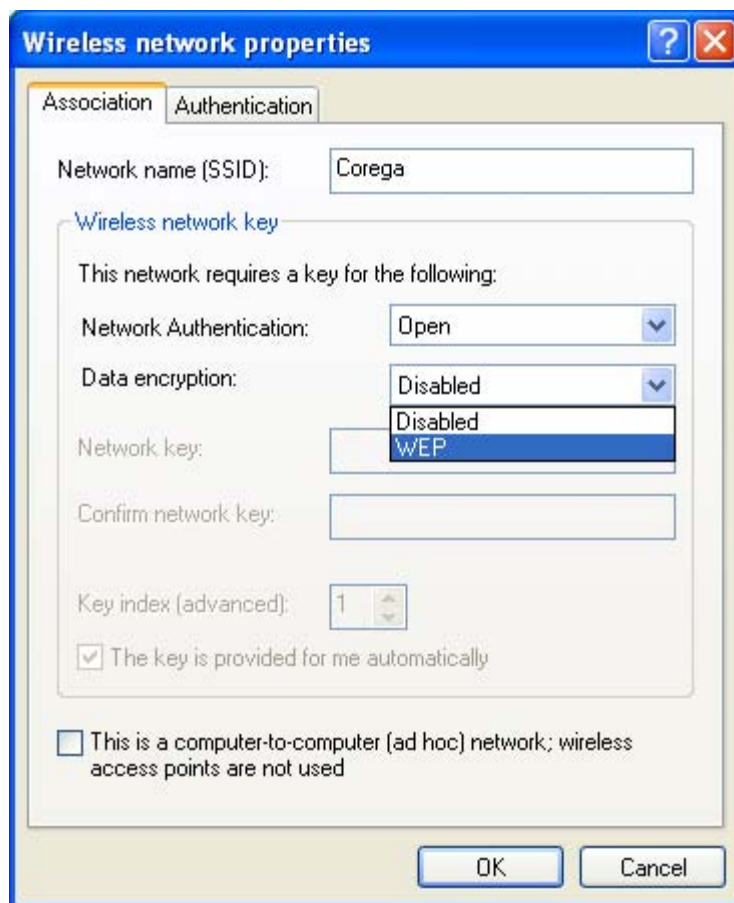 Wireless network properties
Association Authentication
Network name (SSID): Corega
Wireless network key
This network requires a key for the following:
Network Authentication: Open
Data encryption: Disabled
Disabled
WEP
Network key:
Confirm network key:
Key index (advanced): 1
The key is provided for me automatically
This is a computer-to-computer (ad hoc) network; wireless
access points are not used
OK Cancel